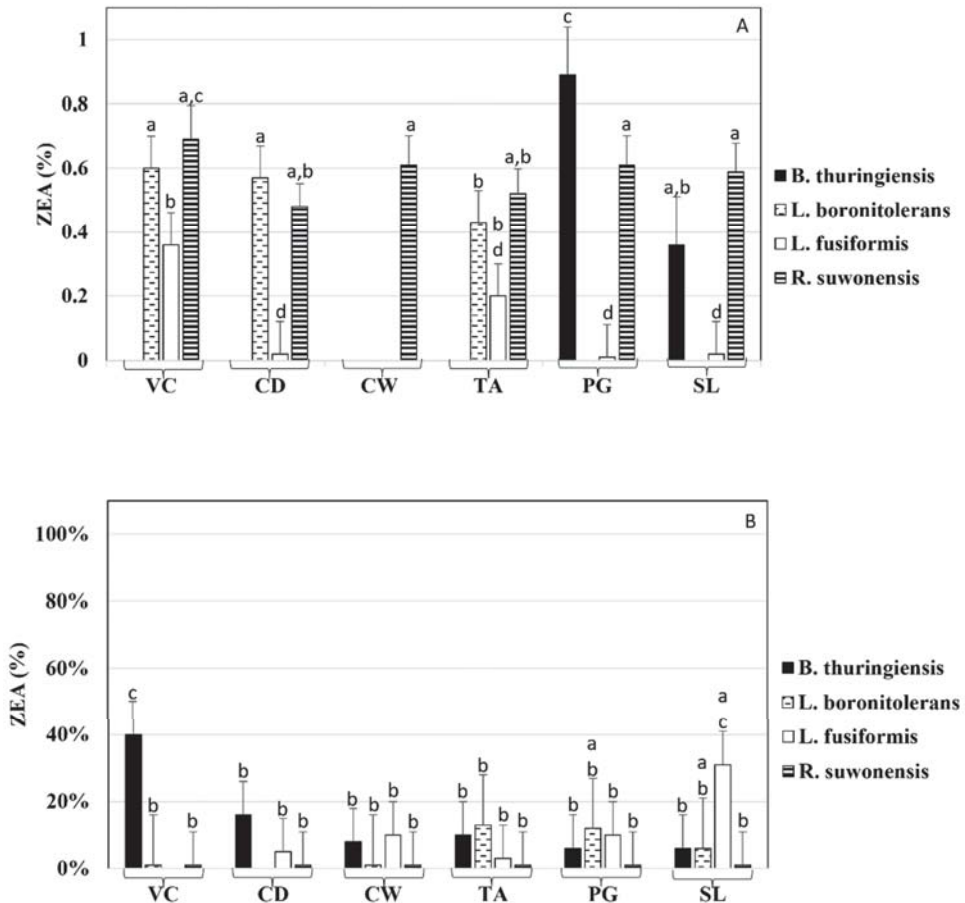 A
ZEA (%)
1
0.8
0.6
0.4
0.2
0
a
b
a,c
a
d
a,b
a
b
b
d
a,b
c
d
a
a,b
d
a
VC CD CW TA PG SL
B. thuringiensis
L. boronitolerans
L. fusiformis
R. suwonensis
B
ZEA (%)
100%
80%
60%
40%
20%
0%
c
b
b
b
b
b
b
b
b
b
b
b
b
b
b
a
b
b
b
b
a
b
a
c
b
VC CD CW TA PG SL
B. thuringiensis
L. boronitolerans
L. fusiformis
R. suwonensis